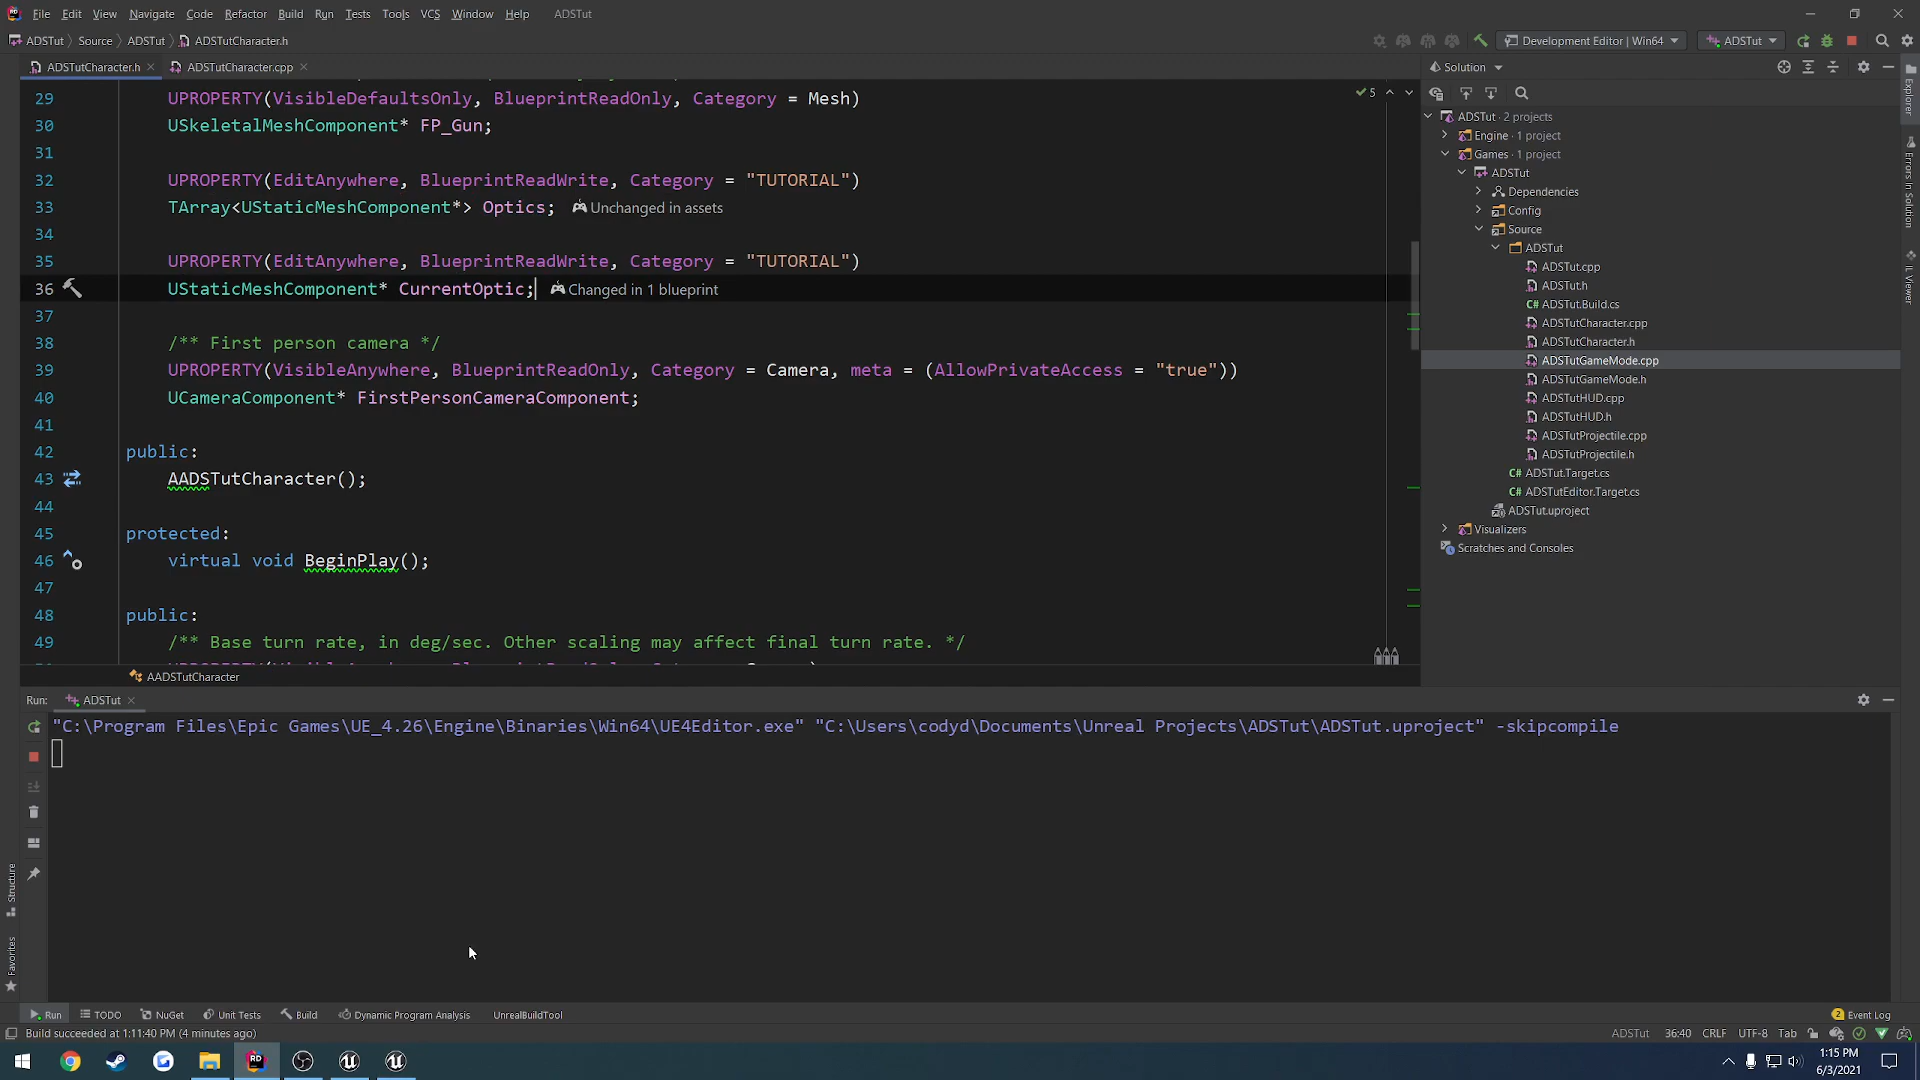 File Edit View Navigate Code Refactor Build Run Tests Tools VCS Window Help ADSTut
ADSTut Source ADSTut ADSTutCharacter.h
Development Editor | Win64 ADSTut
ADSTutCharacter.h ADSTutCharacter.cpp
29 UPROPERTY(VisibleDefaultsOnly, BlueprintReadOnly, Category = Mesh)
30 USkeletalMeshComponent* FP_Gun;
31
32 UPROPERTY(EditAnywhere, BlueprintReadWrite, Category = "TUTORIAL")
33 TArray<UStaticMeshComponent*> Optics; Unchanged in assets
34
35 UPROPERTY(EditAnywhere, BlueprintReadWrite, Category = "TUTORIAL")
36 UStaticMeshComponent* CurrentOptic; Changed in 1 blueprint
37
38 /** First person camera */
39 UPROPERTY(VisibleAnywhere, BlueprintReadOnly, Category = Camera, meta = (AllowPrivateAccess = "true"))
40 UCameraComponent* FirstPersonCameraComponent;
41
42 public:
43 AADSTutCharacter();
44
45 protected:
46 virtual void BeginPlay();
47
48 public:
49 /** Base turn rate, in deg/sec. Other scaling may affect final turn rate. */
5
AADSTutCharacter
Solution
ADSTut · 2 projects
Engine · 1 project
Games · 1 project
ADSTut
Dependencies
Config
Source
ADSTut
ADSTut.cpp
ADSTut.h
C# ADSTut.Build.cs
ADSTutCharacter.cpp
ADSTutCharacter.h
ADSTutGameMode.cpp
ADSTutGameMode.h
ADSTutHUD.cpp
ADSTutHUD.h
ADSTutProjectile.cpp
ADSTutProjectile.h
C# ADSTut.Target.cs
C# ADSTutEditor.Target.cs
ADSTut.uproject
Visualizers
Scratches and Consoles
Explorer
Errors In Solution
IL Viewer
Run: ADSTut
"C:\Program Files\Epic Games\UE_4.26\Engine\Binaries\Win64\UE4Editor.exe" "C:\Users\codyd\Documents\Unreal Projects\ADSTut\ADSTut.uproject" -skipcompile
Structure
Favorites
Run TODO NuGet Unit Tests Build Dynamic Program Analysis UnrealBuildTool 2 Event Log
Build succeeded at 1:11:40 PM (4 minutes ago) ADSTut 36:40 CRLF UTF-8 Tab
1:15 PM
6/3/2021